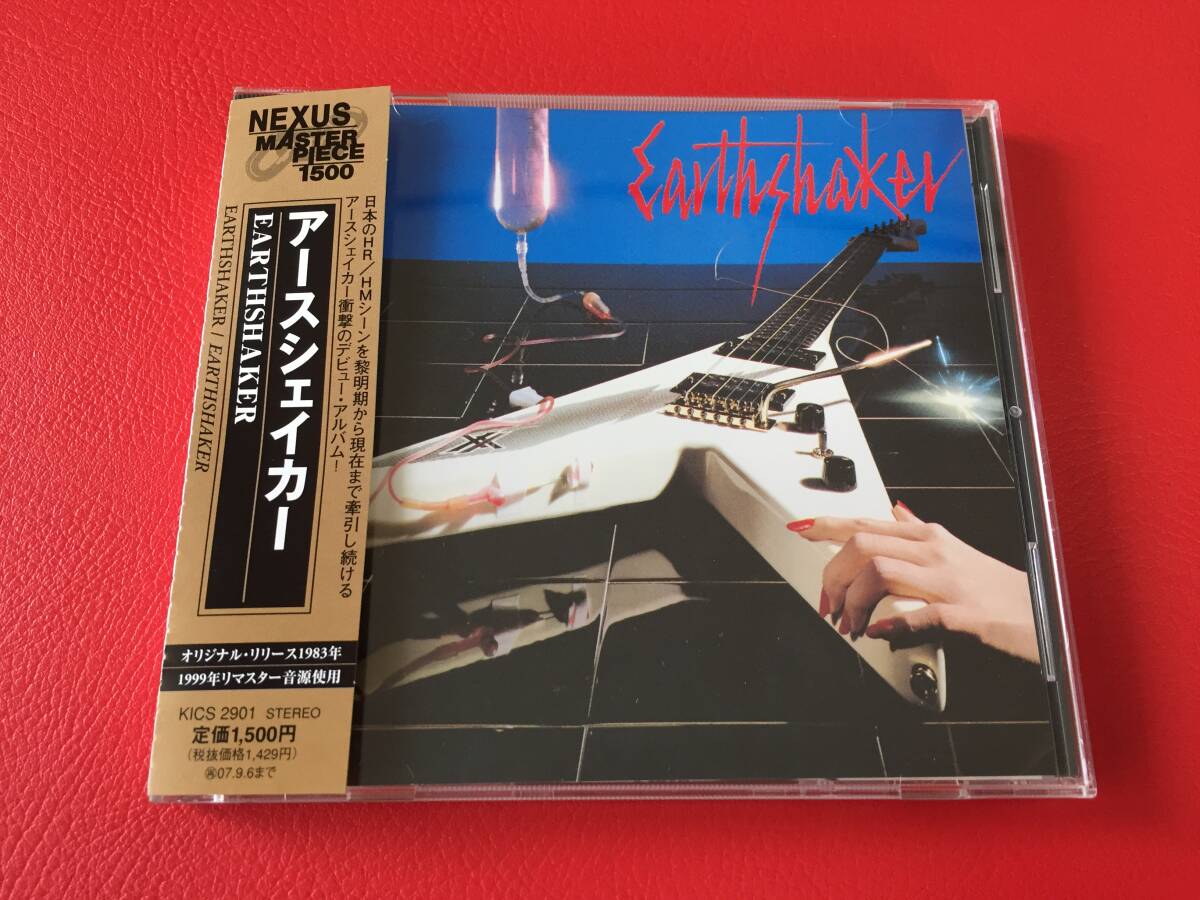 NEXUS
MASTER
PIECE
1500
日本のHR/HMシーンを黎明期から現在まで牽引し続ける
アースシェイカー衝撃のデビュー・アルバム!
アースシェイカー
EARTHSHAKER
EARTHSHAKER / EARTHSHAKER
オリジナル・リリース1983年
1999年リマスター音源使用
KICS 2901 STEREO
定価1,500円
(税抜価格1,429円)
㋐07.9.6まで
Earthshaker